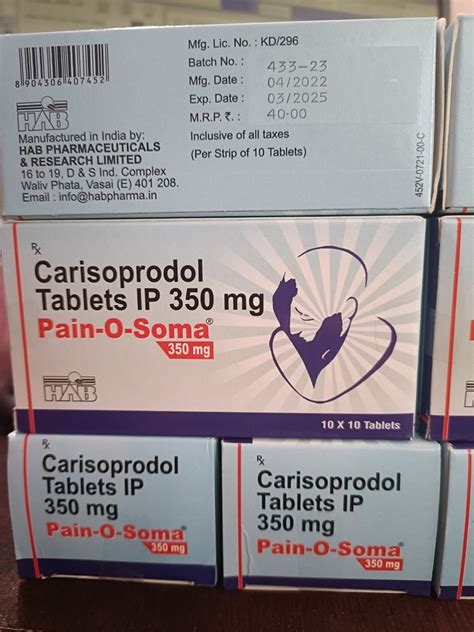 Mfg. Lic. No. : KD/296
Batch No. : 433-23
Mfg. Date : 04/2022
Exp. Date : 03/2025
M.R.P. ₹. : 40.00
Inclusive of all taxes
(Per Strip of 10 Tablets)
452V-0721-00-C
8 904306 407452
HAB
Manufactured in India by:
HAB PHARMACEUTICALS
& RESEARCH LIMITED
16 to 19, D & S Ind. Complex
Waliv Phata, Vasai (E) 401 208.
Email : info@habpharma.in
Rx
Carisoprodol
Tablets IP 350 mg
Pain-O-Soma®
350 mg
HAB
10 X 10 Tablets
Rx
Carisoprodol
Tablets IP
350 mg
Pain-O-Soma®
350 mg
Rx
Carisoprodol
Tablets IP
350 mg
Pain-O-Soma®
350 mg